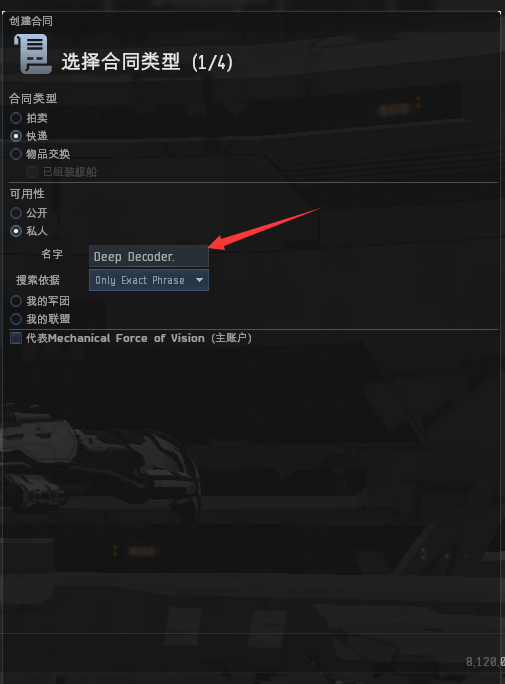 创建合同
选择合同类型 (1/4)
合同类型
拍卖
快递
物品交换
已组装舰船
可用性
公开
私人
名字 Deep Decoder.
搜索依据 Only Exact Phrase
我的军团
我的联盟
代表Mechanical Force of Vision (主账户)
8,120,0